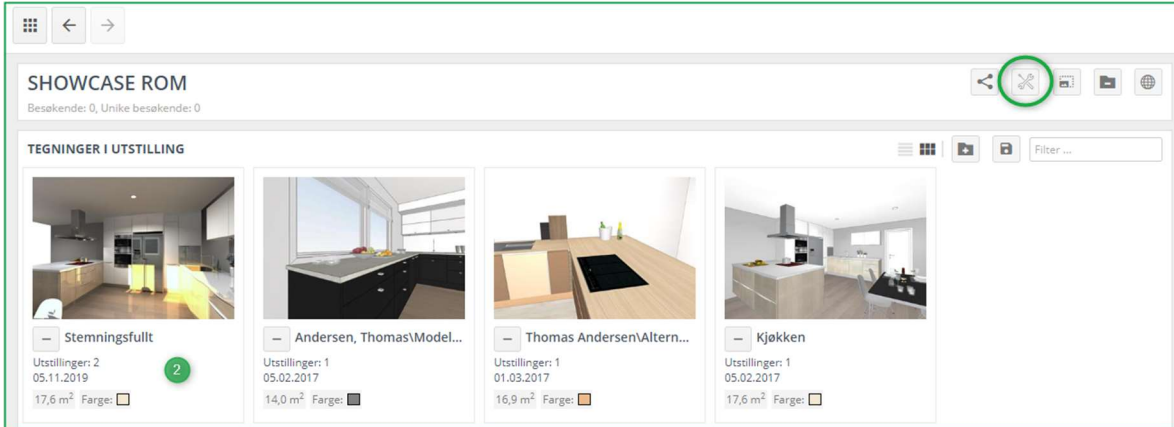 SHOWCASE ROM
Besøkende: 0, Unike besøkende: 0
TEGNINGER I UTSTILLING
Filter ...
Stemningsfullt
Utstillinger: 2
05.11.2019
2
17,6 m² Farge:
Andersen, Thomas\Model...
Utstillinger: 1
05.02.2017
14,0 m² Farge:
Thomas Andersen\Altern...
Utstillinger: 1
01.03.2017
16,9 m² Farge:
Kjøkken
Utstillinger: 1
05.02.2017
17,6 m² Farge: